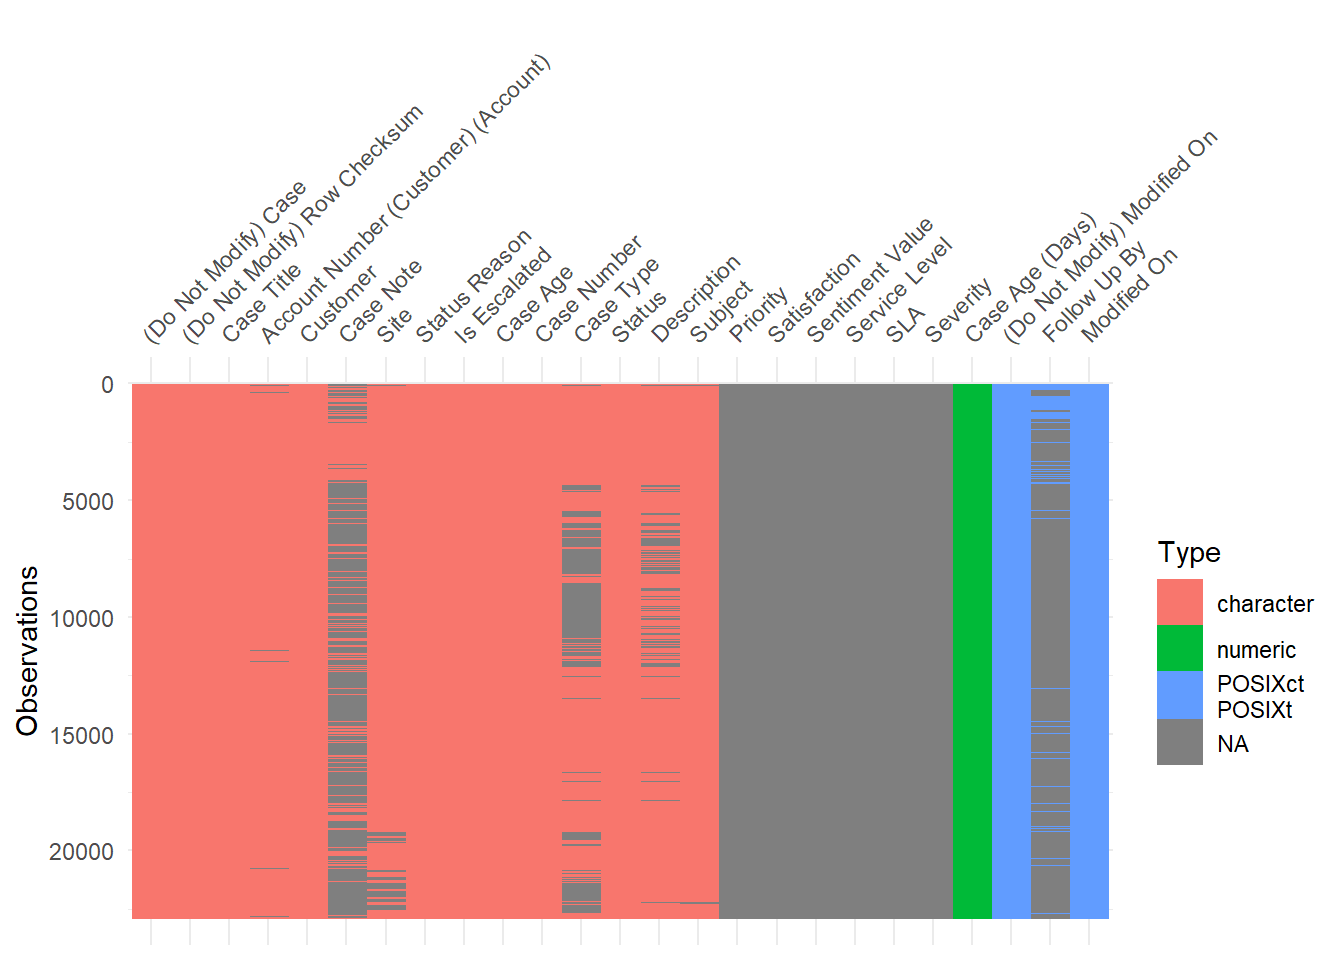 (Do Not Modify) Case
(Do Not Modify) Row Checksum
Case Title
Account Number (Customer) (Account)
Customer
Case Note
Site
Status Reason
Is Escalated
Case Age
Case Number
Case Type
Status
Description
Subject
Priority
Satisfaction
Sentiment Value
Service Level
SLA
Severity
Case Age (Days)
(Do Not Modify) Modified On
Follow Up By
Modified On
0
5000
10000
15000
20000
Observations
Type
character
numeric
POSIXct
POSIXt
NA